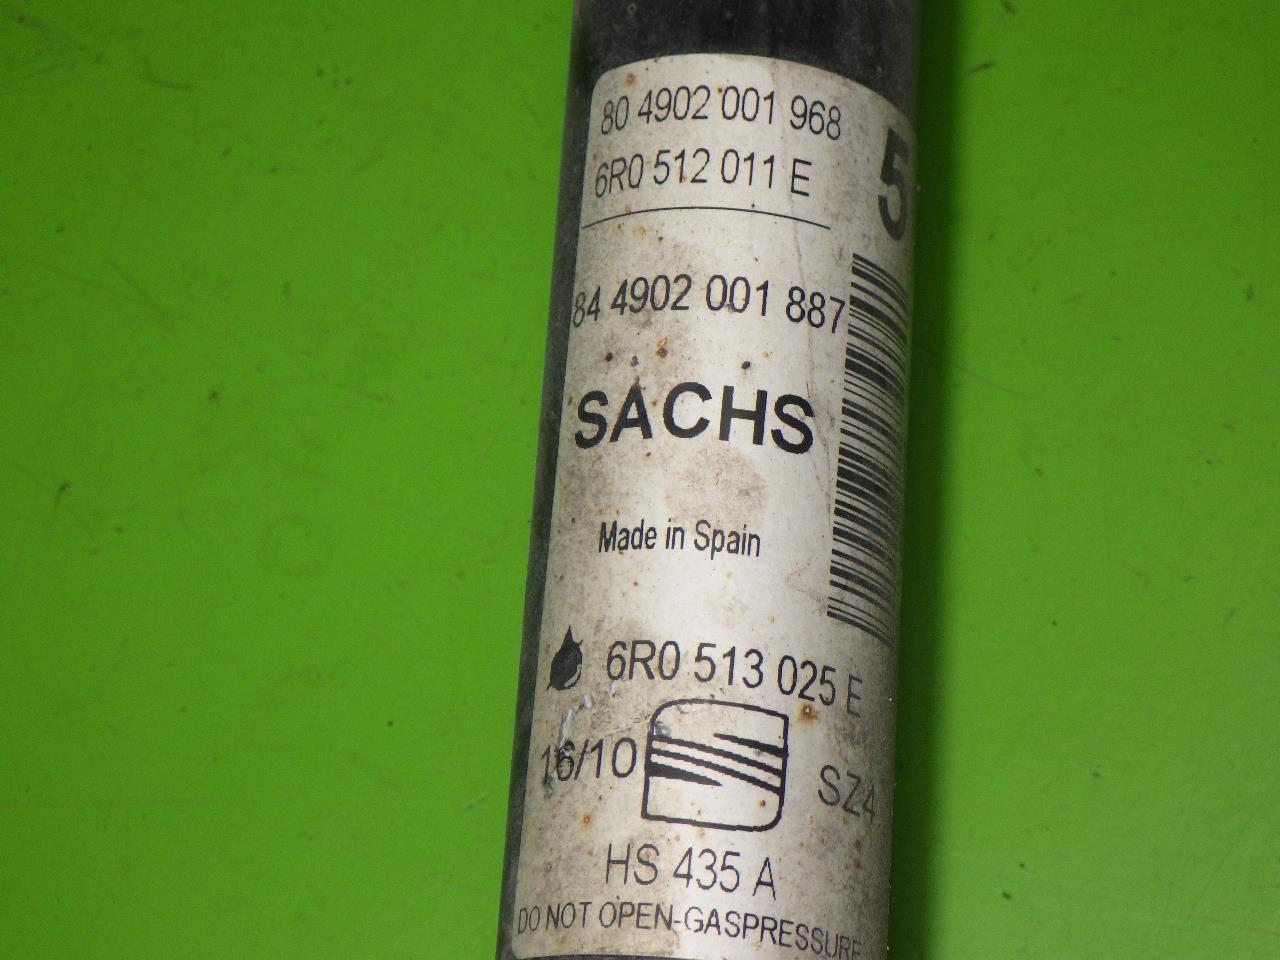 80 4902 001 968
6R0 512 011 E
5
84 4902 001 887
SACHS
Made in Spain
6R0 513 025 E
16/10
SZ4
HS 435 A
DO NOT OPEN-GASPRESSURE